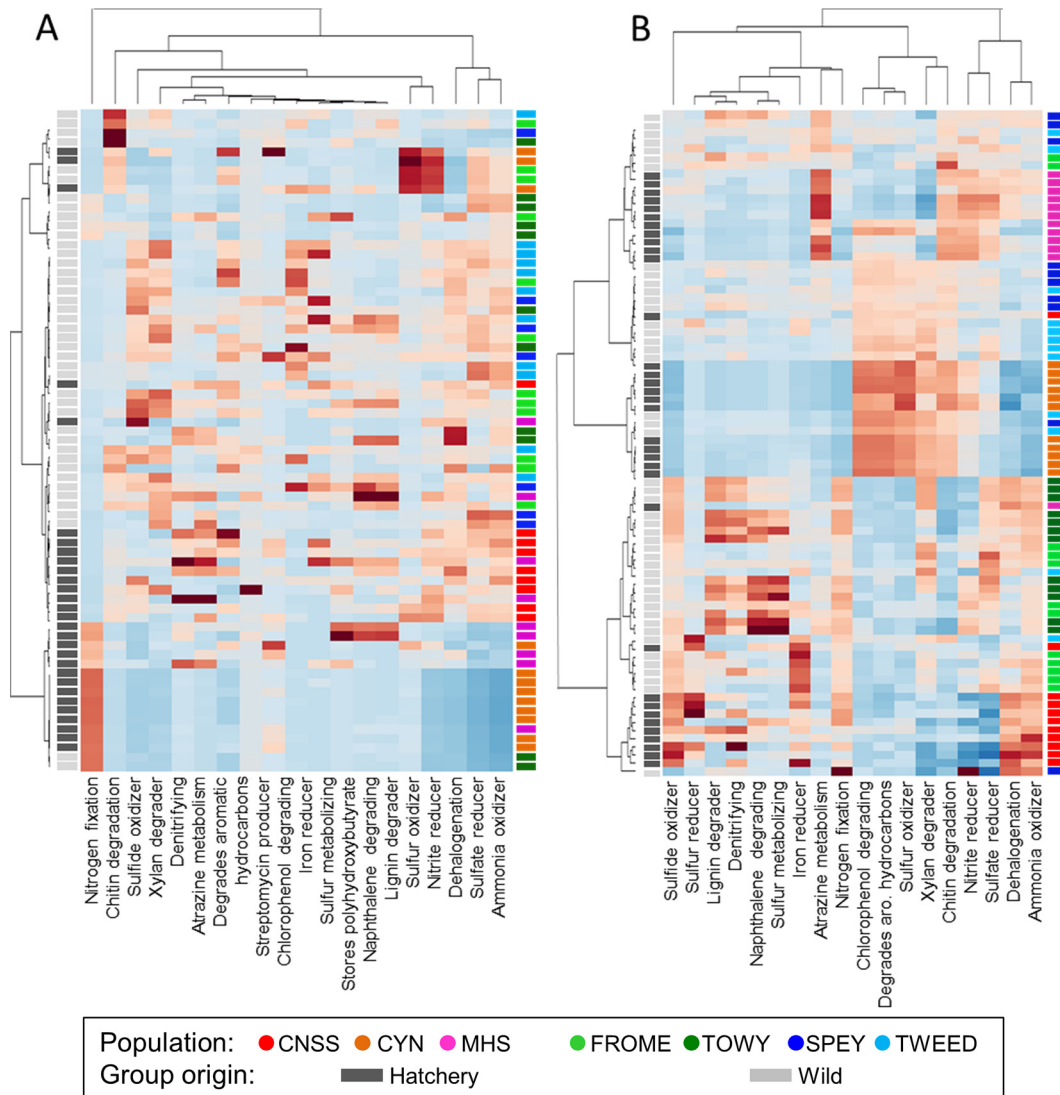 A
B
Nitrogen fixation
Chitin degradation
Sulfide oxidizer
Xylan degrader
Denitrifying
Atrazine metabolism
Degrades aromatic
hydrocarbons
Streptomycin producer
Chlorophenol degrading
Iron reducer
Sulfur metabolizing
Stores polyhydroxybutyrate
Naphthalene degrading
Lignin degrader
Sulfur oxidizer
Nitrite reducer
Dehalogenation
Sulfate reducer
Ammonia oxidizer
Sulfide oxidizer
Sulfur reducer
Lignin degrader
Denitrifying
Naphthalene degrading
Sulfur metabolizing
Iron reducer
Atrazine metabolism
Nitrogen fixation
Chlorophenol degrading
Degrades aro. hydrocarbons
Sulfur oxidizer
Xylan degrader
Chitin degradation
Nitrite reducer
Sulfate reducer
Dehalogenation
Ammonia oxidizer
Population: CNSS CYN MHS FROME TOWY SPEY TWEED
Group origin: Hatchery Wild